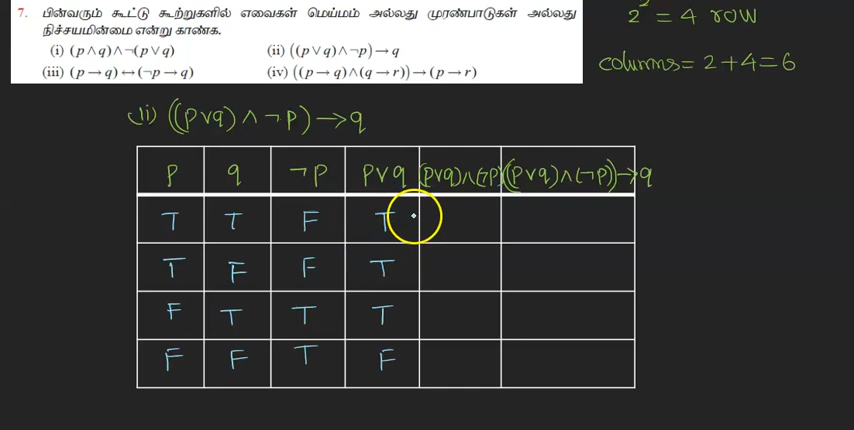 7. பின்வரும் கூட்டு கூற்றுகளில் எவைகள் மெய்மம் அல்லது முரண்பாடுகள் அல்லது
நிச்சயமின்மை என்று காண்க.
(i) (p∧q)∧¬(p∨q) (ii) ((p∨q)∧¬p)→q
(iii) (p→q)↔(¬p→q) (iv) ((p→q)∧(q→r))→(p→r)
2² = 4 row
columns = 2+4=6
(ii) ((p∨q)∧¬p)→q
p q ¬p p∨q (p∨q)∧(¬p) ((p∨q)∧(¬p))→q
T T F T
T F F T
F T T T
F F T F